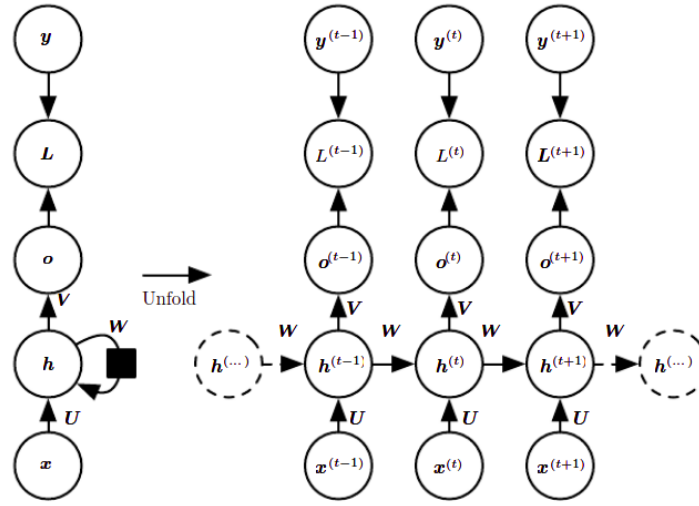 y y^(t−1) y^(t) y^(t+1)
L L^(t−1) L^(t) L^(t+1)
o o^(t−1) o^(t) o^(t+1)
Unfold
V V V V
W W W W W
h h^(...) h^(t−1) h^(t) h^(t+1) h^(...)
U U U U
x x^(t−1) x^(t) x^(t+1)